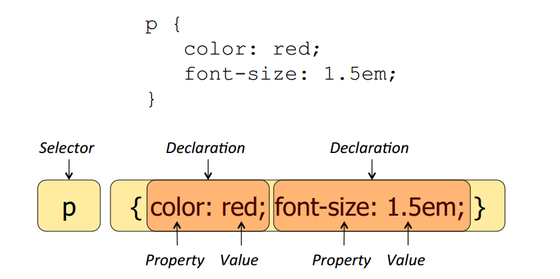 p {
color: red;
font-size: 1.5em;
}
Selector Declaration Declaration
p { color: red; font-size: 1.5em; }
Property Value Property Value